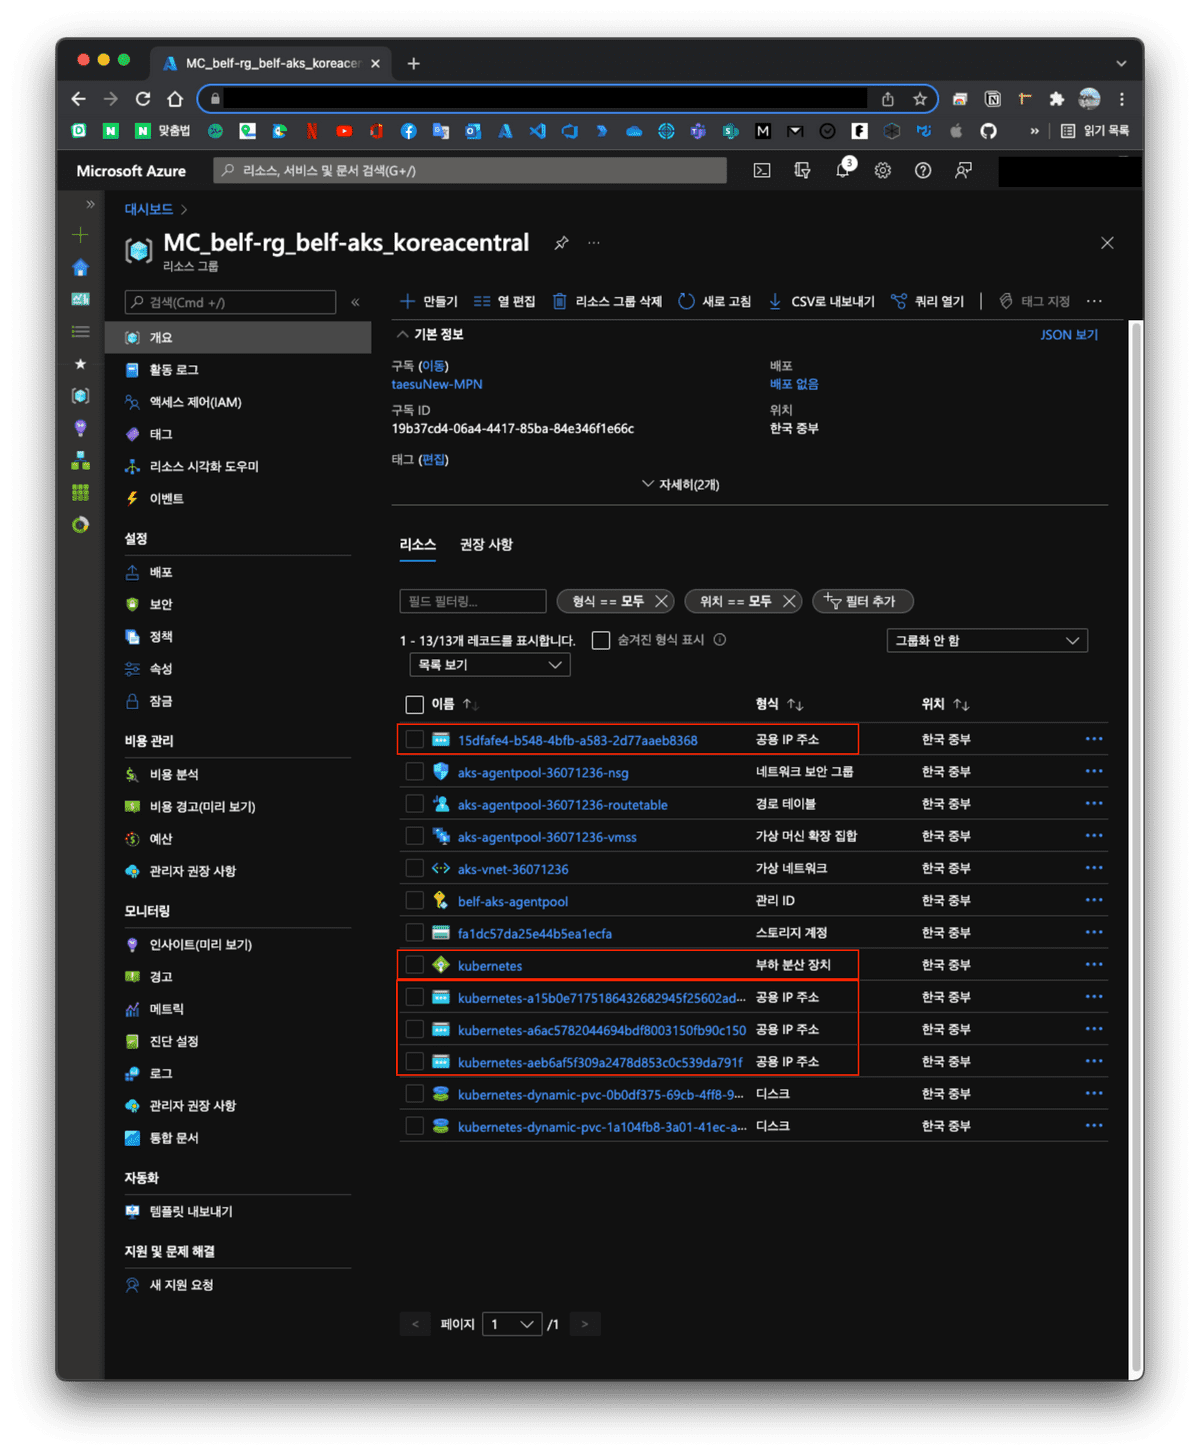 MC_belf-rg_belf-aks_koreacer
맞춤법
읽기 목록
Microsoft Azure
리소스, 서비스 및 문서 검색(G+/)
3
대시보드 >
MC_belf-rg_belf-aks_koreacentral
리소스 그룹
검색(Cmd +/)
만들기
열 편집
리소스 그룹 삭제
새로 고침
CSV로 내보내기
쿼리 열기
태그 지정
개요
활동 로그
액세스 제어(IAM)
태그
리소스 시각화 도우미
이벤트
설정
배포
보안
정책
속성
잠금
비용 관리
비용 분석
비용 경고(미리 보기)
예산
관리자 권장 사항
모니터링
인사이트(미리 보기)
경고
메트릭
진단 설정
로그
관리자 권장 사항
통합 문서
자동화
템플릿 내보내기
지원 및 문제 해결
새 지원 요청
기본 정보
JSON 보기
구독 (이동)
taesuNew-MPN
배포
배포 없음
구독 ID
19b37cd4-06a4-4417-85ba-84e346f1e66c
위치
한국 중부
태그 (편집)
자세히(2개)
리소스
권장 사항
필드 필터링...
형식 == 모두
위치 == 모두
필터 추가
1 - 13/13개 레코드를 표시합니다.
숨겨진 형식 표시
그룹화 안 함
목록 보기
이름 형식 위치
15dfafe4-b548-4bfb-a583-2d77aaeb8368 공용 IP 주소 한국 중부
aks-agentpool-36071236-nsg 네트워크 보안 그룹 한국 중부
aks-agentpool-36071236-routetable 경로 테이블 한국 중부
aks-agentpool-36071236-vmss 가상 머신 확장 집합 한국 중부
aks-vnet-36071236 가상 네트워크 한국 중부
belf-aks-agentpool 관리 ID 한국 중부
fa1dc57da25e44b5ea1ecfa 스토리지 계정 한국 중부
kubernetes 부하 분산 장치 한국 중부
kubernetes-a15b0e7175186432682945f25602ad... 공용 IP 주소 한국 중부
kubernetes-a6ac5782044694bdf8003150fb90c150 공용 IP 주소 한국 중부
kubernetes-aeb6af5f309a2478d853c0c539da791f 공용 IP 주소 한국 중부
kubernetes-dynamic-pvc-0b0df375-69cb-4ff8-9... 디스크 한국 중부
kubernetes-dynamic-pvc-1a104fb8-3a01-41ec-a... 디스크 한국 중부
< 페이지 1 /1 >